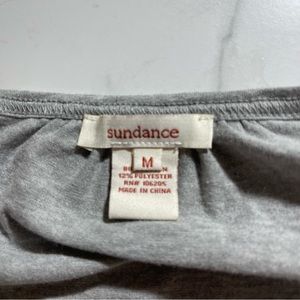 sundance
M
12% POLYESTER
RN# 106205
MADE IN CHINA